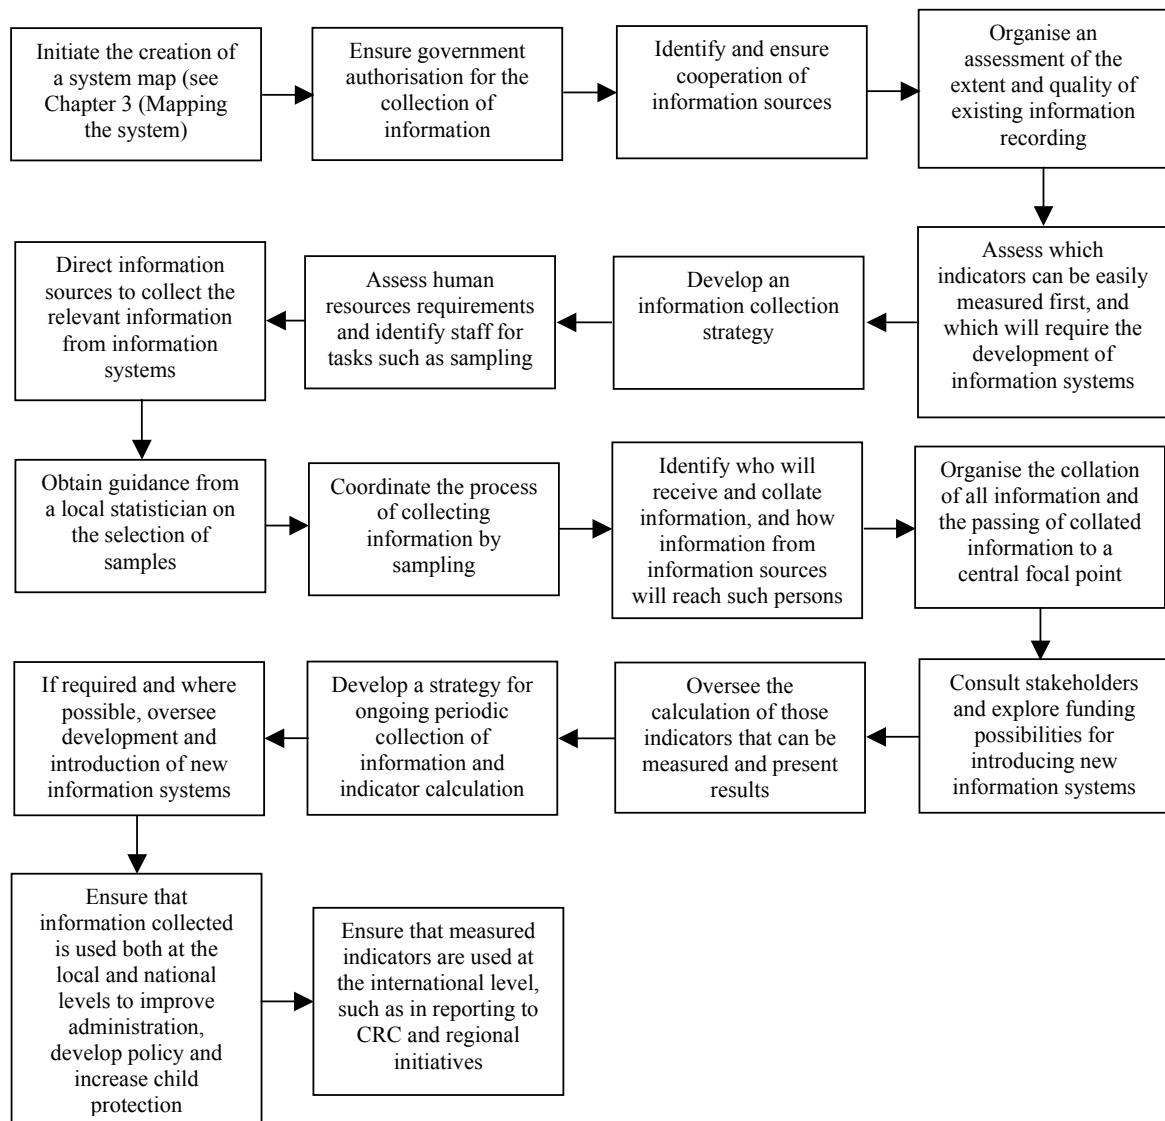 Initiate the creation of
a system map (see
Chapter 3 (Mapping
the system)
Ensure government
authorisation for the
collection of
information
Identify and ensure
cooperation of
information sources
Organise an
assessment of the
extent and quality of
existing information
recording
Assess which
indicators can be easily
measured first, and
which will require the
development of
information systems
Develop an
information collection
strategy
Assess human
resources requirements
and identify staff for
tasks such as sampling
Direct information
sources to collect the
relevant information
from information
systems
Obtain guidance from
a local statistician on
the selection of
samples
Coordinate the process
of collecting
information by
sampling
Identify who will
receive and collate
information, and how
information from
information sources
will reach such persons
Organise the collation
of all information and
the passing of collated
information to a
central focal point
Consult stakeholders
and explore funding
possibilities for
introducing new
information systems
Oversee the
calculation of those
indicators that can be
measured and present
results
Develop a strategy for
ongoing periodic
collection of
information and
indicator calculation
If required and where
possible, oversee
development and
introduction of new
information systems
Ensure that
information collected
is used both at the
local and national
levels to improve
administration,
develop policy and
increase child
protection
Ensure that measured
indicators are used at
the international level,
such as in reporting to
CRC and regional
initiatives